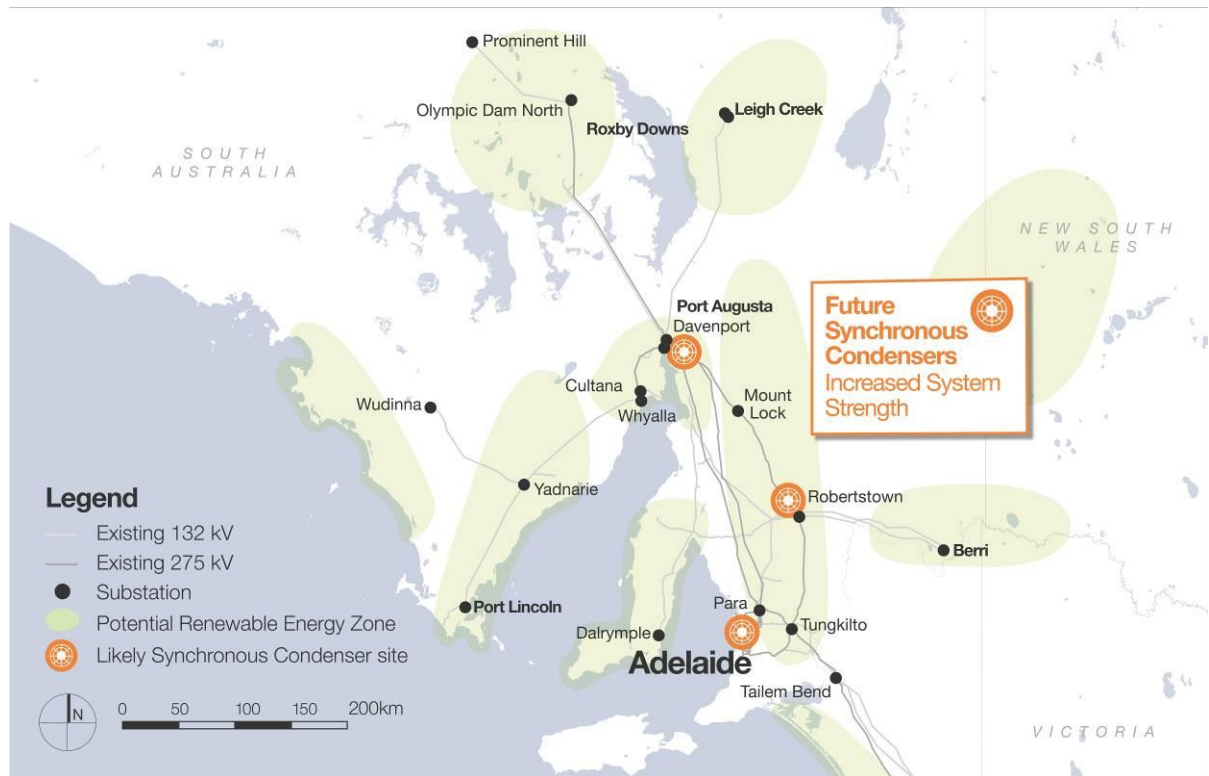 Prominent Hill
Olympic Dam North
Roxby Downs
Leigh Creek
SOUTH
AUSTRALIA
NEW SOUTH
WALES
Port Augusta
Davenport
Future
Synchronous
Condensers
Increased System
Strength
Cultana
Whyalla
Wudinna
Mount
Lock
Yadnarie
Robertstown
Berri
Port Lincoln
Para
Dalrymple
Tungkilto
Adelaide
Tailem Bend
VICTORIA
Legend
Existing 132 kV
Existing 275 kV
Substation
Potential Renewable Energy Zone
Likely Synchronous Condenser site
N
0 50 100 150 200km